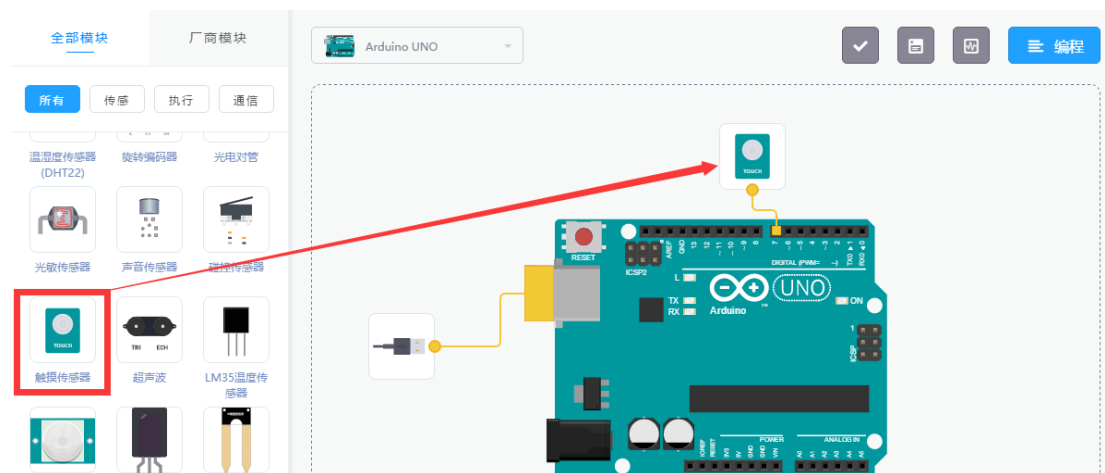 全部模块
厂商模块
Arduino UNO
编程
所有
传感
执行
通信
温湿度传感器
(DHT22)
旋转编码器
光电对管
光敏传感器
声音传感器
碰撞传感器
TOUCH
TRI ECH
触摸传感器
超声波
LM35温度传
感器
TOUCH
RESET
ICSP2
AREF
GND
13
12
~11
~10
~9
8
7
~6
~5
4
~3
2
TX0 ▸ 1
RX0 ◂ 0
DIGITAL (PWM= ~)
L
TX
RX
Arduino
™
UNO
ON
1
ICSP
IOREF
RESET
3V3
5V
GND
GND
VIN
POWER
ANALOG IN
A0
A1
A2
A3
A4
A5